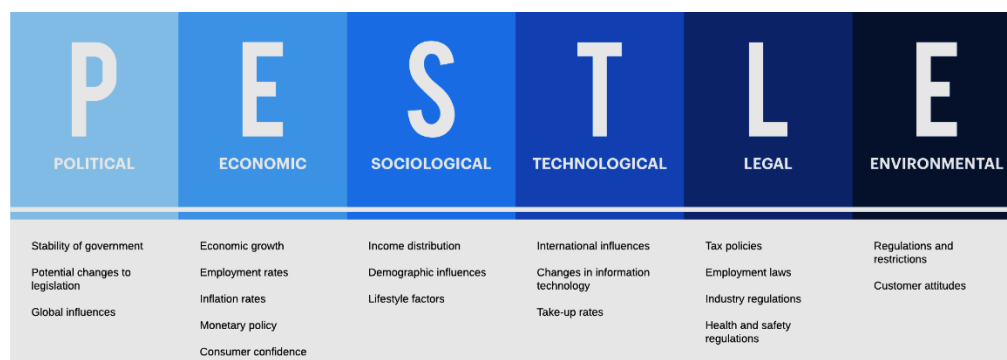 P
POLITICAL
Stability of government
Potential changes to
legislation
Global influences
E
ECONOMIC
Economic growth
Employment rates
Inflation rates
Monetary policy
Consumer confidence
S
SOCIOLOGICAL
Income distribution
Demographic influences
Lifestyle factors
T
TECHNOLOGICAL
International influences
Changes in information
technology
Take-up rates
L
LEGAL
Tax policies
Employment laws
Industry regulations
Health and safety
regulations
E
ENVIRONMENTAL
Regulations and
restrictions
Customer attitudes